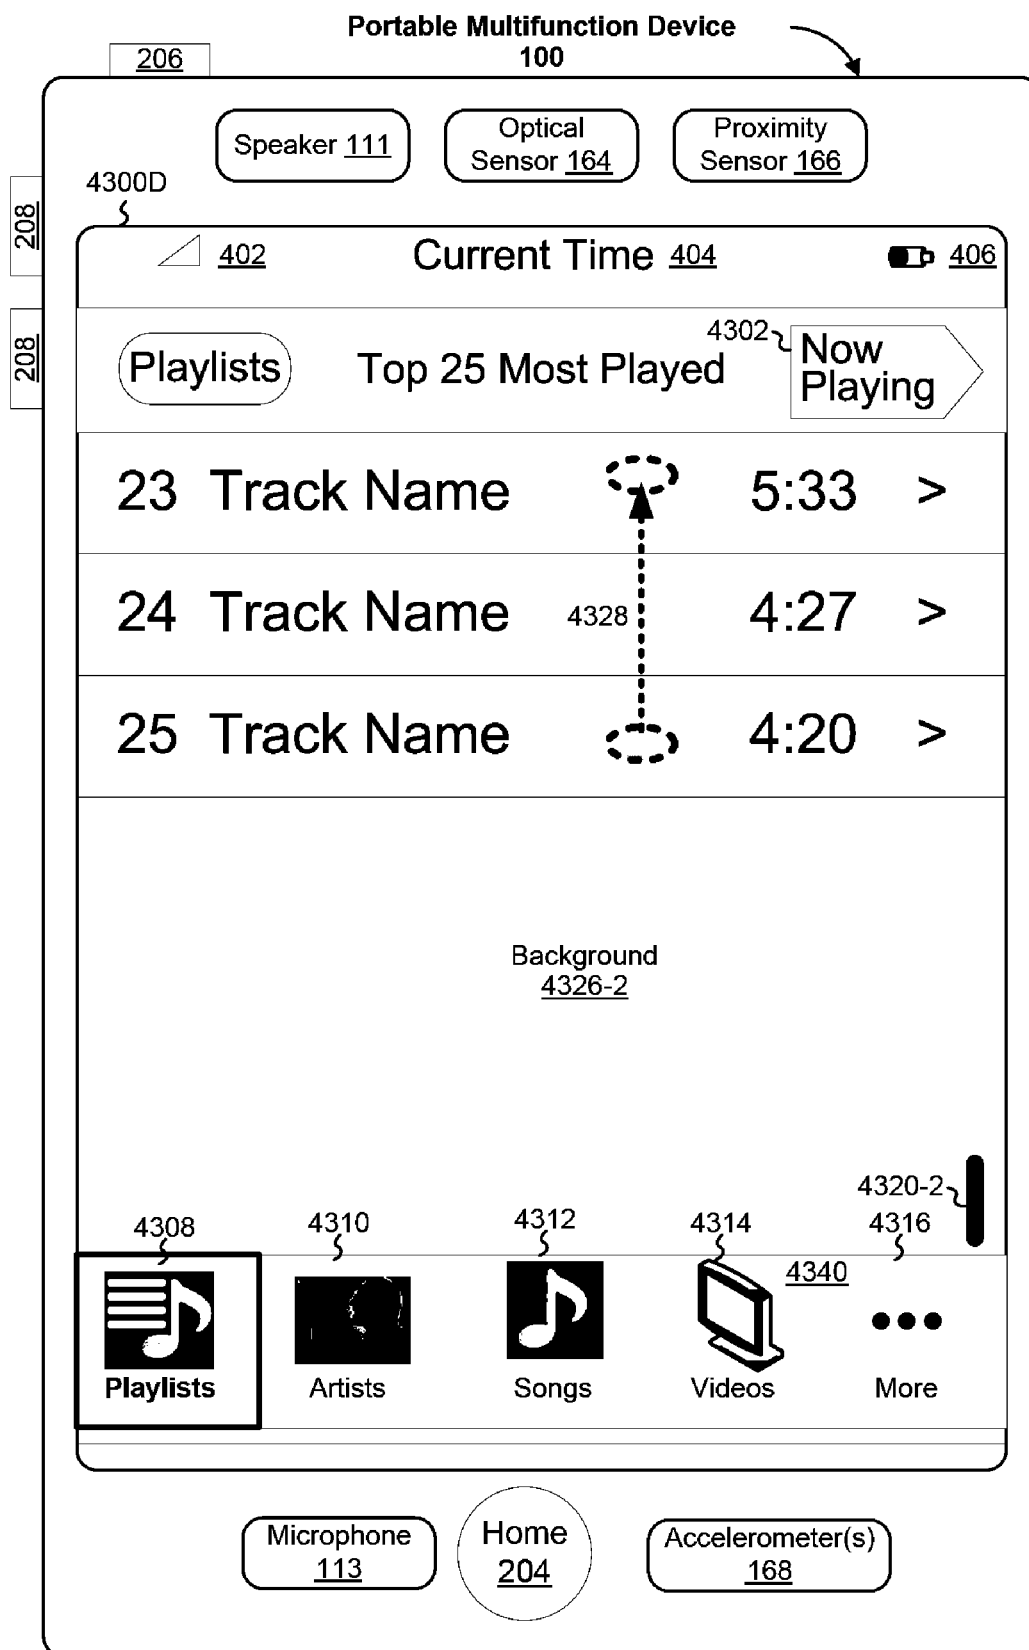 Portable Multifunction Device
100
206
Speaker 111
Optical
Sensor 164
Proximity
Sensor 166
4300D
208
208
402
Current Time 404
406
Playlists
Top 25 Most Played
4302
Now
Playing
23 Track Name 5:33 >
24 Track Name 4328 4:27 >
25 Track Name 4:20 >
Background
4326-2
4320-2
4308
4310
4312
4314
4316
4340
Playlists
Artists
Songs
Videos
More
Microphone
113
Home
204
Accelerometer(s)
168